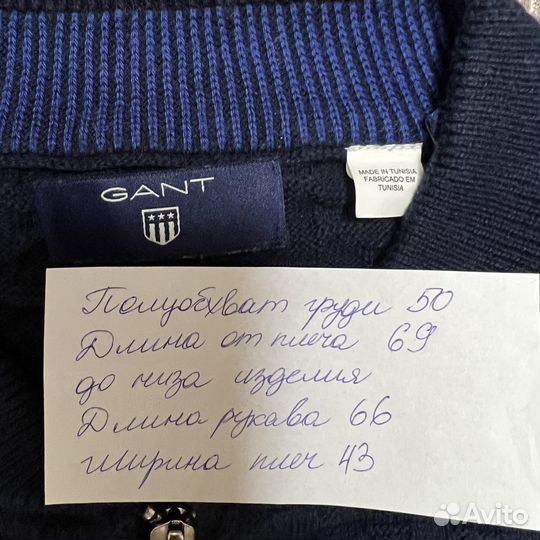 GANT
MADE IN TUNISIA
FABRICADO EM
TUNISIA
Полуобхват груди 50
Длина от плеча 69
до низа изделия
Длина рукава 66
Ширина плеч 43
Avito